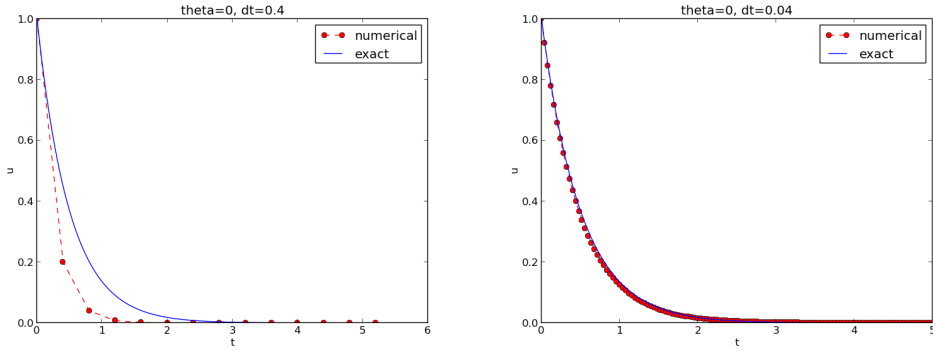 theta=0, dt=0.4
1.0
0.8
0.6
0.4
0.2
0.0
u
numerical
exact
0 1 2 3 4 5 6
t
theta=0, dt=0.04
1.0
0.8
0.6
0.4
0.2
0.0
u
numerical
exact
0 1 2 3 4 5
t